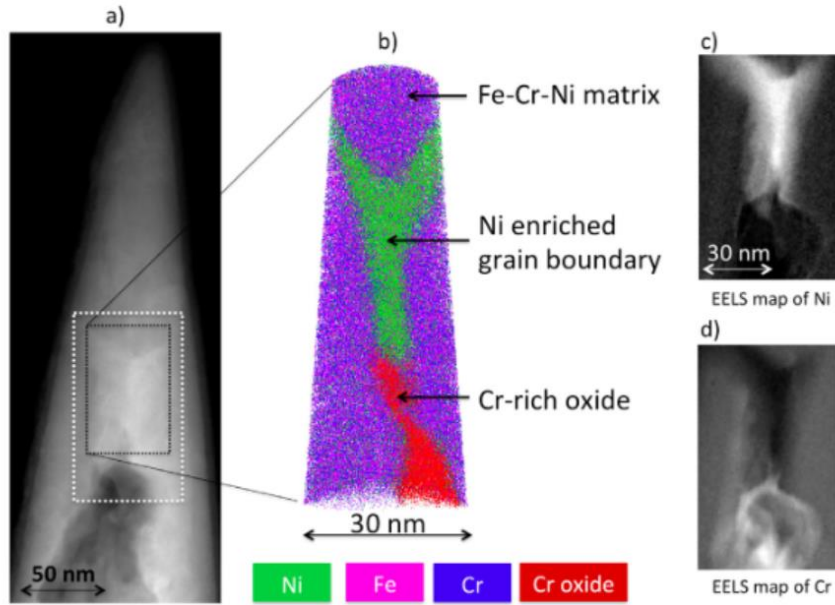 a)
b)
c)
Fe-Cr-Ni matrix
Ni enriched
grain boundary
30 nm
EELS map of Ni
d)
Cr-rich oxide
50 nm
30 nm
Ni
Fe
Cr
Cr oxide
EELS map of Cr